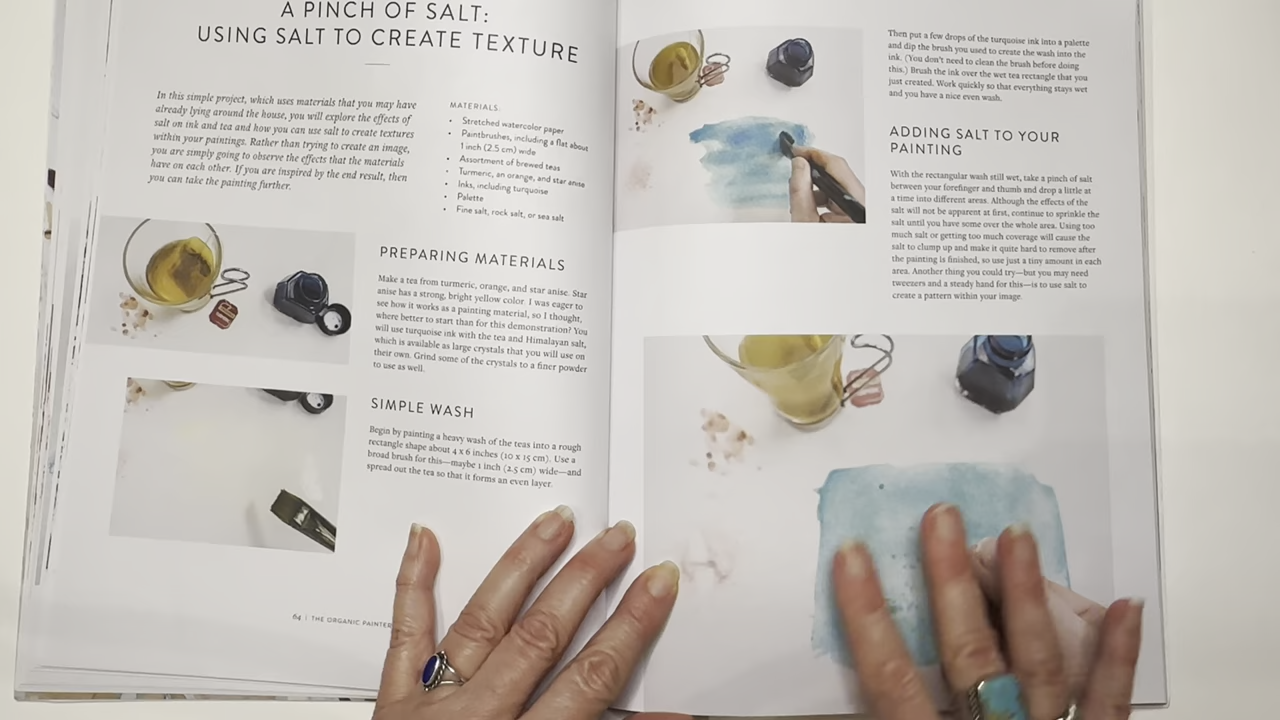 A PINCH OF SALT:
USING SALT TO CREATE TEXTURE
In this simple project, which uses materials that you may have
already lying around the house, you will explore the effects of
salt on ink and tea and how you can use salt to create textures
within your paintings. Rather than trying to create an image,
you are simply going to observe the effects that the materials
have on each other. If you are inspired by the end result, then
you can take the painting further.
MATERIALS:
• Stretched watercolor paper
• Paintbrushes, including a flat about
1 inch (2.5 cm) wide
• Assortment of brewed teas
• Turmeric, an orange, and star anise
• Inks, including turquoise
• Palette
• Fine salt, rock salt, or sea salt
PREPARING MATERIALS
Make a tea from turmeric, orange, and star anise. Star
anise has a strong, bright yellow color. I was eager to
see how it works as a painting material, so I thought,
where better to start than for this demonstration? You
will use turquoise ink with the tea and Himalayan salt,
which is available as large crystals that you will use on
their own. Grind some of the crystals to a finer powder
to use as well.
SIMPLE WASH
Begin by painting a heavy wash of the teas into a rough
rectangle shape about 4 x 6 inches (10 x 15 cm). Use a
broad brush for this—maybe 1 inch (2.5 cm) wide—and
spread out the tea so that it forms an even layer.
64 | THE ORGANIC PAINTER
Then put a few drops of the turquoise ink into a palette
and dip the brush you used to create the wash into the
ink. (You don't need to clean the brush before doing
this.) Brush the ink over the wet tea rectangle that you
just created. Work quickly so that everything stays wet
and you have a nice even wash.
ADDING SALT TO YOUR
PAINTING
With the rectangular wash still wet, take a pinch of salt
between your forefinger and thumb and drop a little at
a time into different areas. Although the effects of the
salt will not be apparent at first, continue to sprinkle the
salt until you have some over the whole area. Using too
much salt or getting too much coverage will cause the
salt to clump up and make it quite hard to remove after
the painting is finished, so use just a tiny amount in each
area. Another thing you could try—but you may need
tweezers and a steady hand for this—is to use salt to
create a pattern within your image.